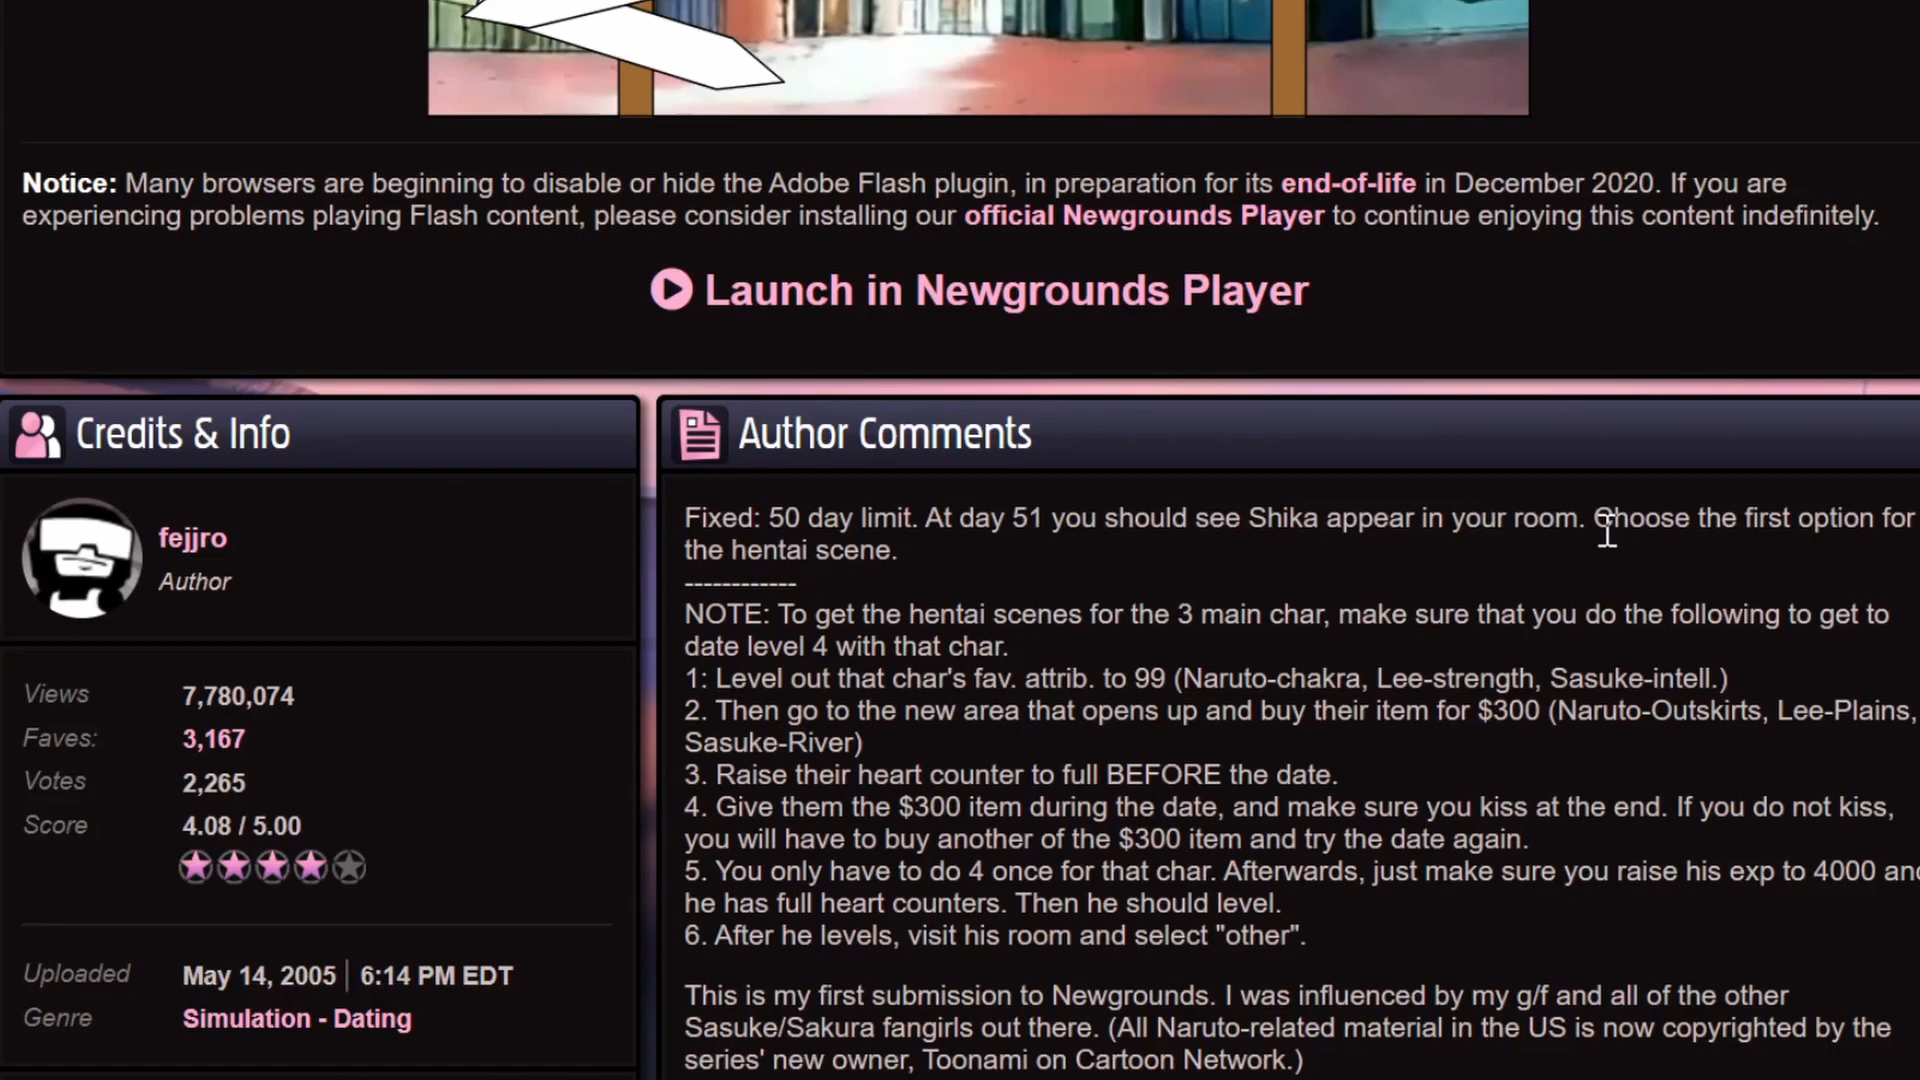 Notice: Many browsers are beginning to disable or hide the Adobe Flash plugin, in preparation for its end-of-life in December 2020. If you are
experiencing problems playing Flash content, please consider installing our official Newgrounds Player to continue enjoying this content indefinitely.
Launch in Newgrounds Player
Credits & Info
fejjro
Author
Views 7,780,074
Faves: 3,167
Votes 2,265
Score 4.08 / 5.00
Uploaded May 14, 2005 | 6:14 PM EDT
Genre Simulation - Dating
Author Comments
Fixed: 50 day limit. At day 51 you should see Shika appear in your room. Choose the first option for
the hentai scene.
------------
NOTE: To get the hentai scenes for the 3 main char, make sure that you do the following to get to
date level 4 with that char.
1: Level out that char's fav. attrib. to 99 (Naruto-chakra, Lee-strength, Sasuke-intell.)
2. Then go to the new area that opens up and buy their item for $300 (Naruto-Outskirts, Lee-Plains,
Sasuke-River)
3. Raise their heart counter to full BEFORE the date.
4. Give them the $300 item during the date, and make sure you kiss at the end. If you do not kiss,
you will have to buy another of the $300 item and try the date again.
5. You only have to do 4 once for that char. Afterwards, just make sure you raise his exp to 4000 and
he has full heart counters. Then he should level.
6. After he levels, visit his room and select "other".
This is my first submission to Newgrounds. I was influenced by my g/f and all of the other
Sasuke/Sakura fangirls out there. (All Naruto-related material in the US is now copyrighted by the
series' new owner, Toonami on Cartoon Network.)